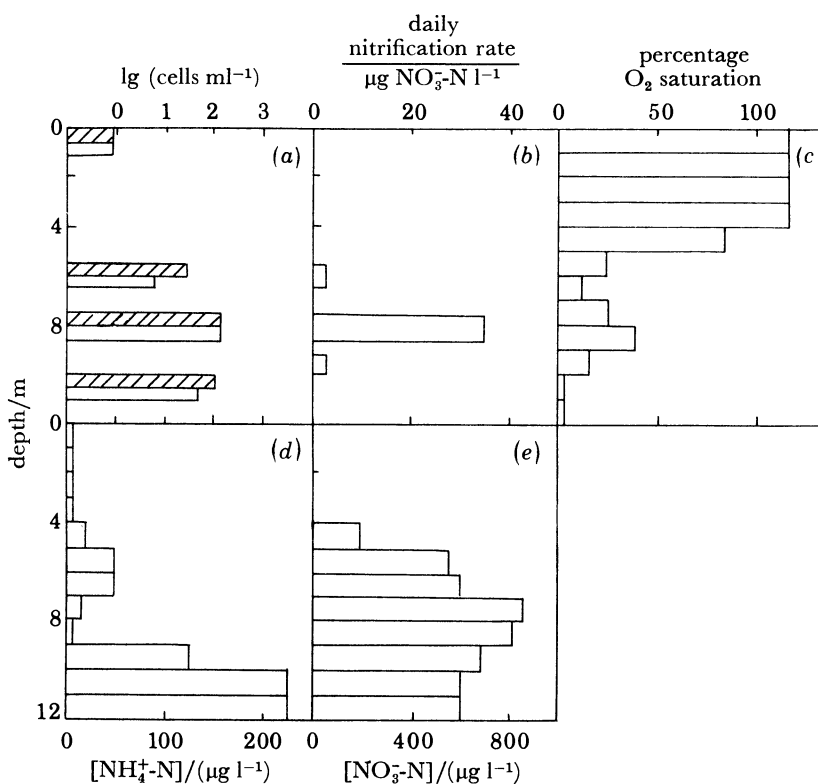 daily
nitrification rate
lg (cells ml⁻¹)
μg NO₃⁻-N l⁻¹
percentage
O₂ saturation
0 1 2 3
0 20 40
0 50 100
0
4
8
0
4
8
12
depth/m
(a)
(b)
(c
(d)
(e)
0 100 200
0 400 800
[NH₄⁺-N]/(μg l⁻¹)
[NO₃⁻-N]/(μg l⁻¹)